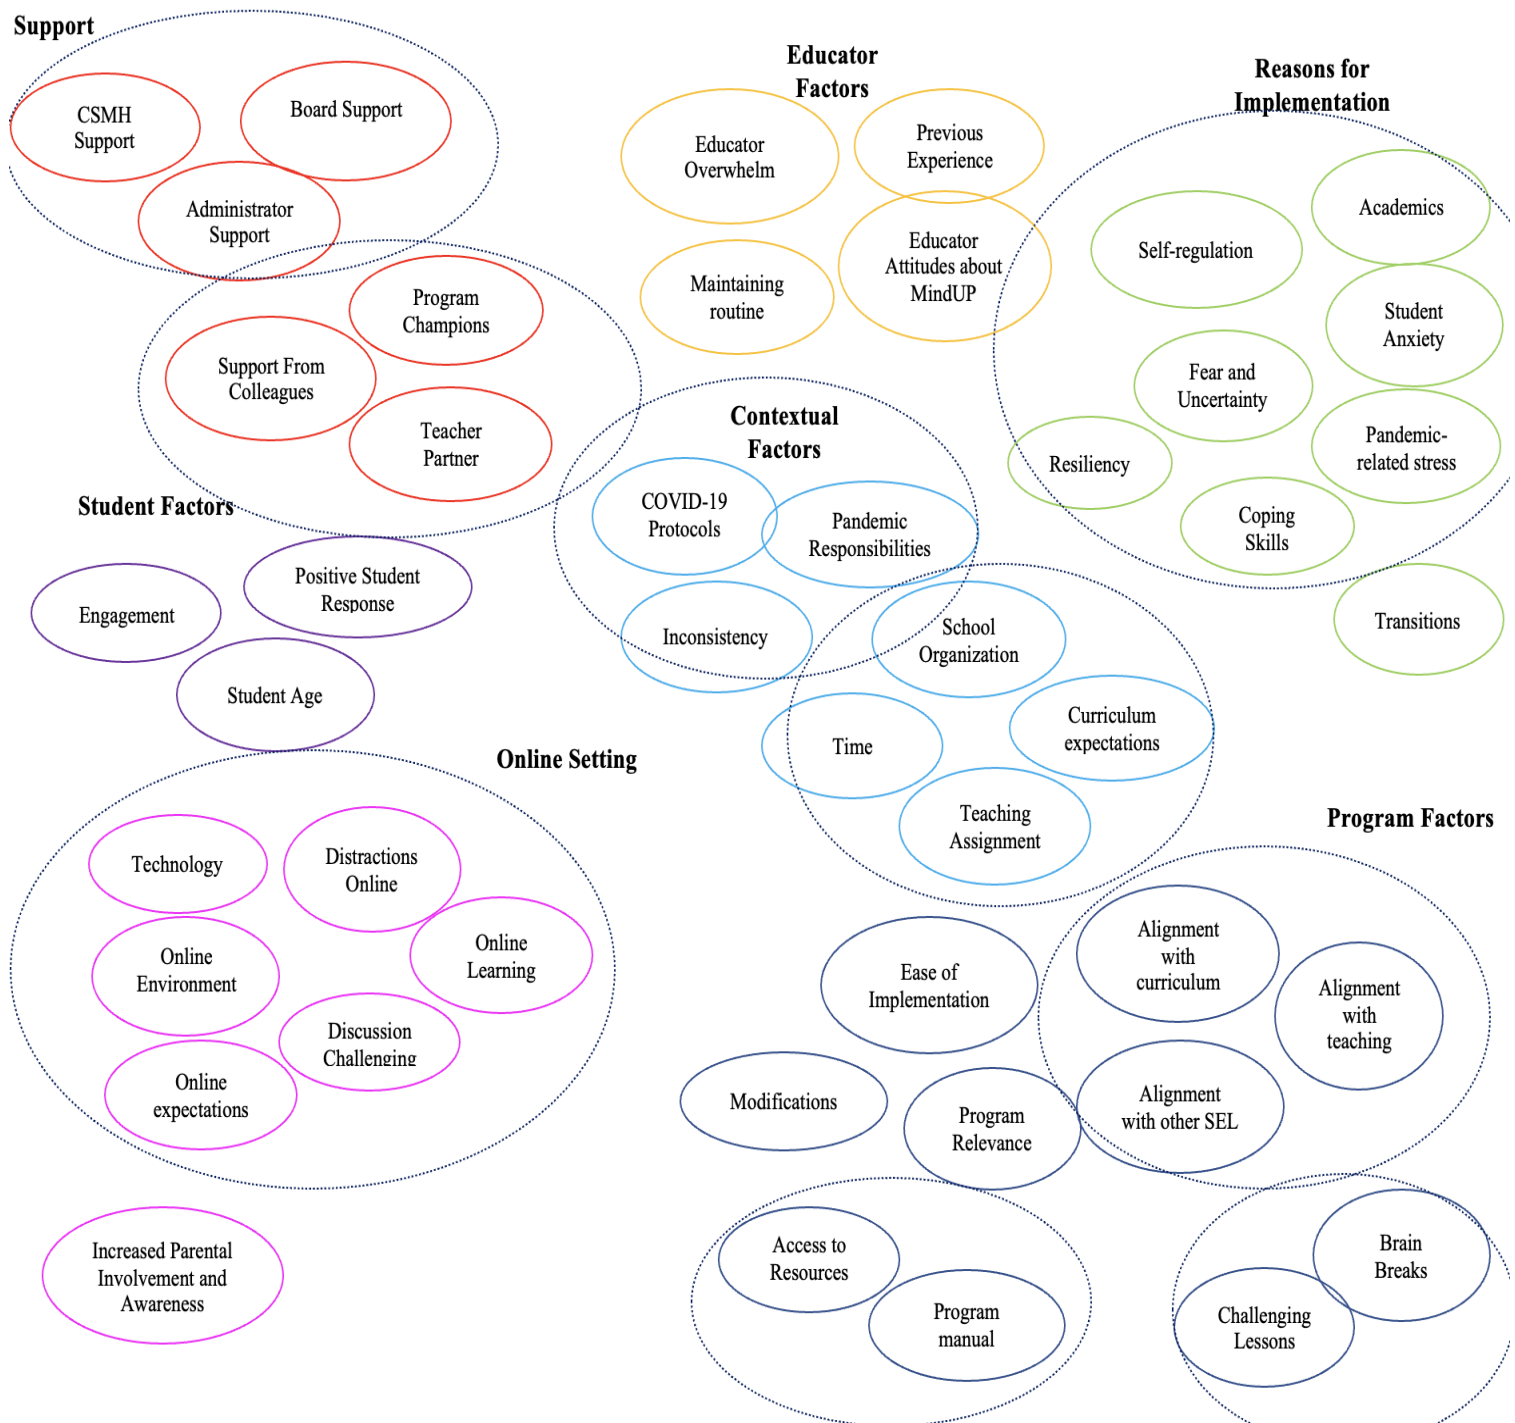 Support
CSMH
Support
Board Support
Administrator
Support
Program
Champions
Support From
Colleagues
Teacher
Partner
Educator
Factors
Educator
Overwhelm
Previous
Experience
Maintaining
routine
Educator
Attitudes about
MindUP
Reasons for
Implementation
Academics
Self-regulation
Student
Anxiety
Fear and
Uncertainty
Pandemic-
related stress
Resiliency
Coping
Skills
Transitions
Contextual
Factors
COVID-19
Protocols
Pandemic
Responsibilities
Inconsistency
School
Organization
Time
Curriculum
expectations
Teaching
Assignment
Student Factors
Engagement
Positive Student
Response
Student Age
Online Setting
Technology
Distractions
Online
Online
Environment
Online
Learning
Discussion
Challenging
Online
expectations
Increased Parental
Involvement and
Awareness
Program Factors
Alignment
with
curriculum
Alignment
with
teaching
Ease of
Implementation
Modifications
Program
Relevance
Alignment
with other SEL
Access to
Resources
Program
manual
Brain
Breaks
Challenging
Lessons